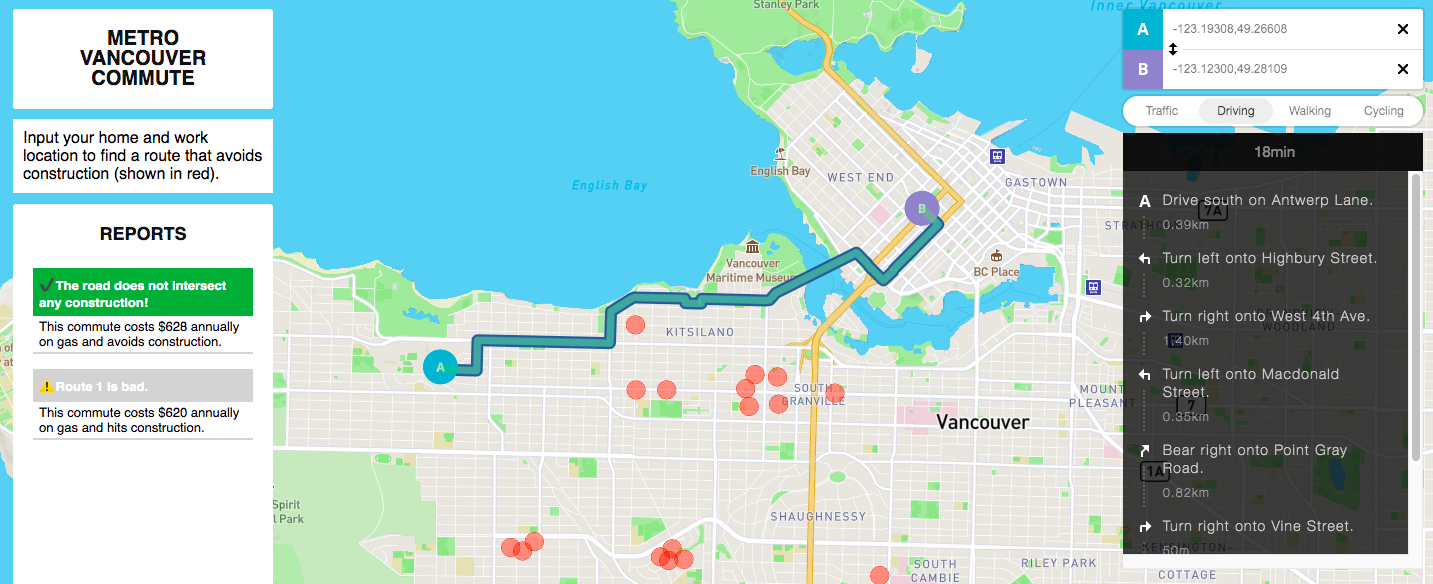 METRO
VANCOUVER
COMMUTE
Input your home and work
location to find a route that avoids
construction (shown in red).
REPORTS
✔The road does not intersect
any construction!
This commute costs $628 annually
on gas and avoids construction.
⚠Route 1 is bad.
This commute costs $620 annually
on gas and hits construction.
Stanley Park
Inner Vancouver
English Bay
English Bay
WEST END
GASTOWN
B
Vancouver
Maritime Museum
BC Place
STRATHC
KITSILANO
A
SOUTH
GRANVILLE
MOUNT
PLEASANT
Vancouver
Spirit
l Park
SHAUGHNESSY
SOUTH
CAMBIE
RILEY PARK
KENSINGTON-
COTTAGE
WOODLAND
7A
7
1A
A
-123.19308,49.26608
B
-123.12300,49.28109
Traffic
Driving
Walking
Cycling
18min
A
Drive south on Antwerp Lane.
0.39km
Turn left onto Highbury Street.
0.32km
Turn right onto West 4th Ave.
1.40km
Turn left onto Macdonald
Street.
0.35km
Bear right onto Point Gray
Road.
0.82km
Turn right onto Vine Street.
50m